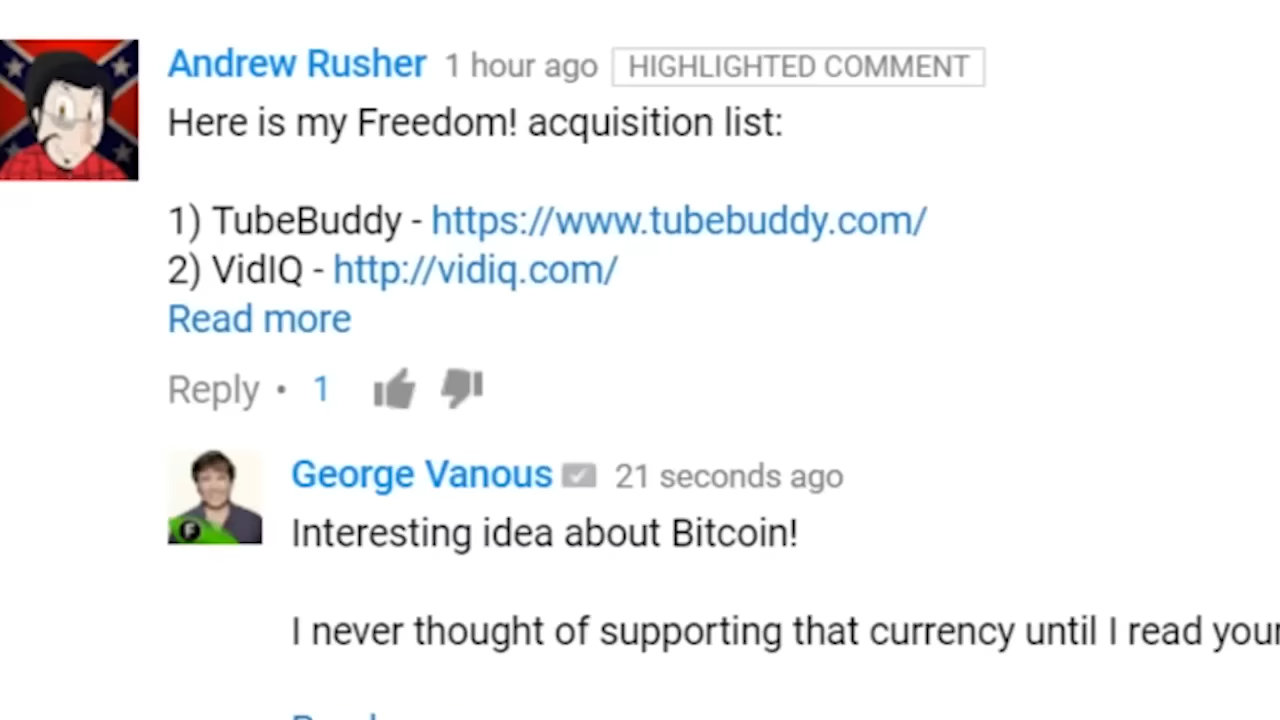 Andrew Rusher 1 hour ago HIGHLIGHTED COMMENT
Here is my Freedom! acquisition list:
1) TubeBuddy - https://www.tubebuddy.com/
2) VidIQ - http://vidiq.com/
Read more
Reply • 1
George Vanous 21 seconds ago
F
Interesting idea about Bitcoin!
I never thought of supporting that currency until I read your